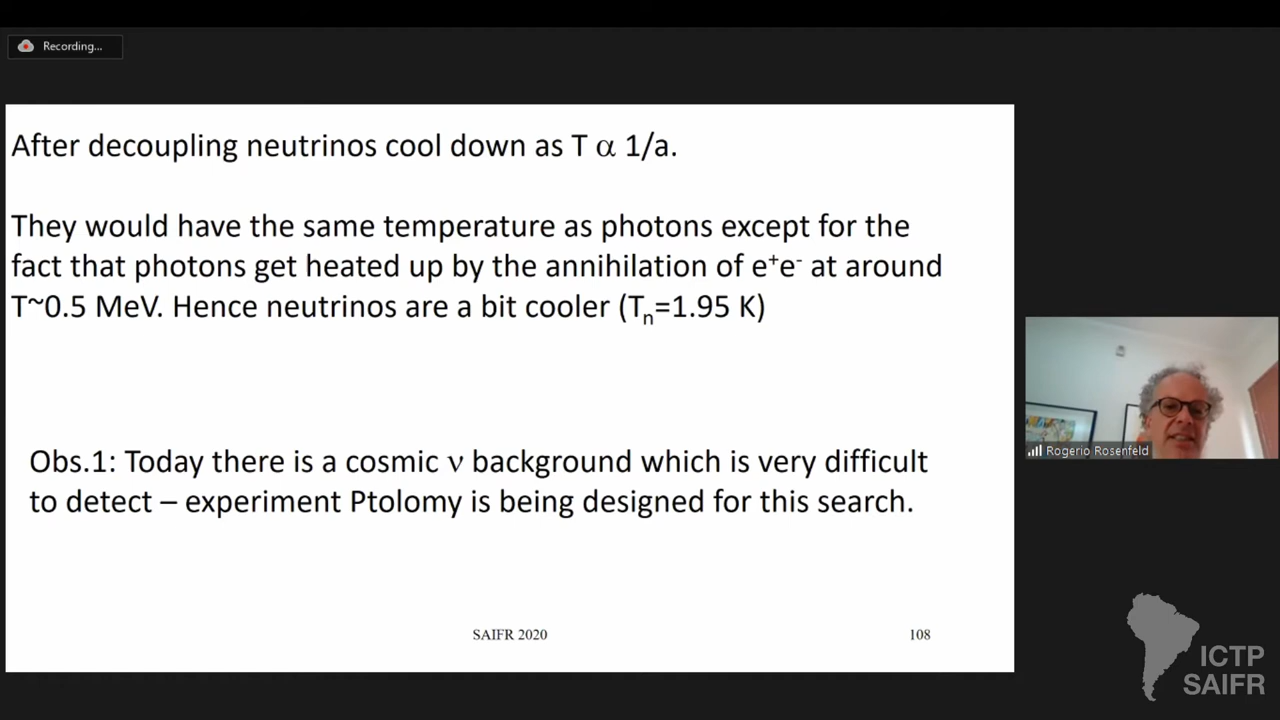 Recording...
After decoupling neutrinos cool down as T α 1/a.
They would have the same temperature as photons except for the
fact that photons get heated up by the annihilation of e⁺e⁻ at around
T~0.5 MeV. Hence neutrinos are a bit cooler (Tₙ=1.95 K)
Obs.1: Today there is a cosmic ν background which is very difficult
to detect – experiment Ptolomy is being designed for this search.
SAIFR 2020
108
Rogerio Rosenfeld
ICTP
SAIFR